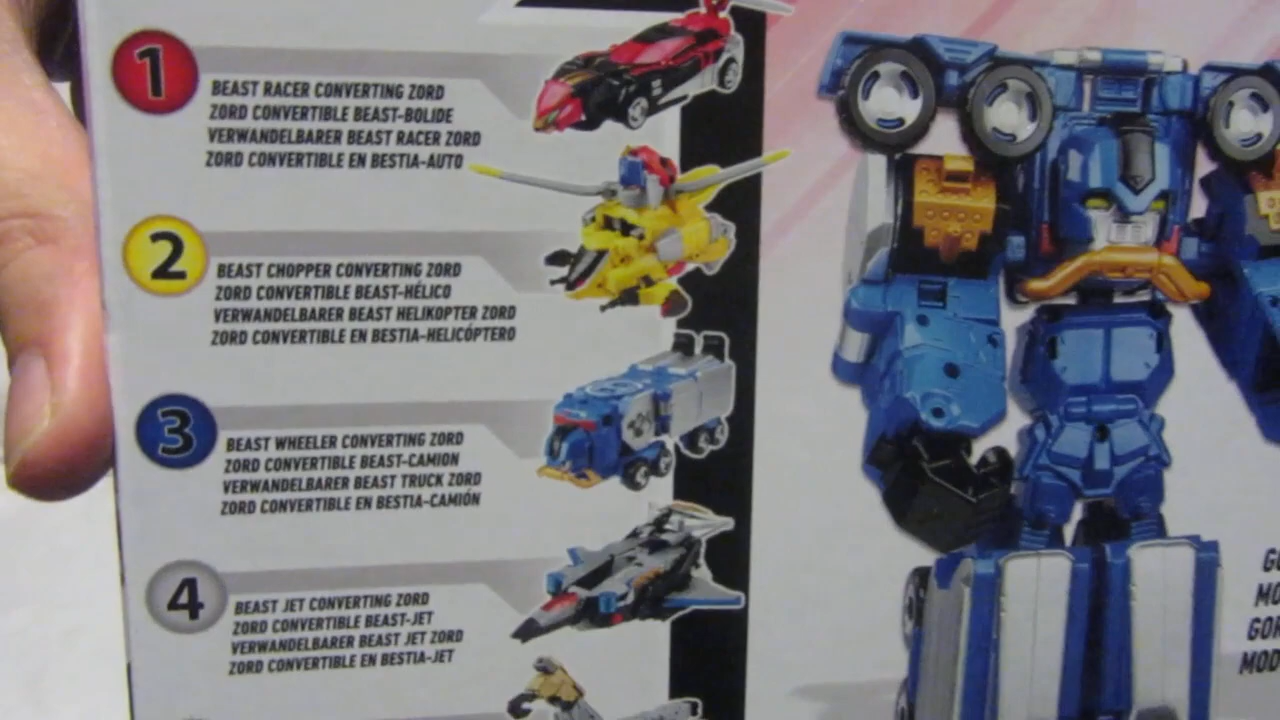 1
BEAST RACER CONVERTING ZORD
ZORD CONVERTIBLE BEAST-BOLIDE
VERWANDELBARER BEAST RACER ZORD
ZORD CONVERTIBLE EN BESTIA-AUTO
2
BEAST CHOPPER CONVERTING ZORD
ZORD CONVERTIBLE BEAST-HÉLICO
VERWANDELBARER BEAST HELIKOPTER ZORD
ZORD CONVERTIBLE EN BESTIA-HELICÓPTERO
3
BEAST WHEELER CONVERTING ZORD
ZORD CONVERTIBLE BEAST-CAMION
VERWANDELBARER BEAST TRUCK ZORD
ZORD CONVERTIBLE EN BESTIA-CAMIÓN
4
BEAST JET CONVERTING ZORD
ZORD CONVERTIBLE BEAST-JET
VERWANDELBARER BEAST JET ZORD
ZORD CONVERTIBLE EN BESTIA-JET